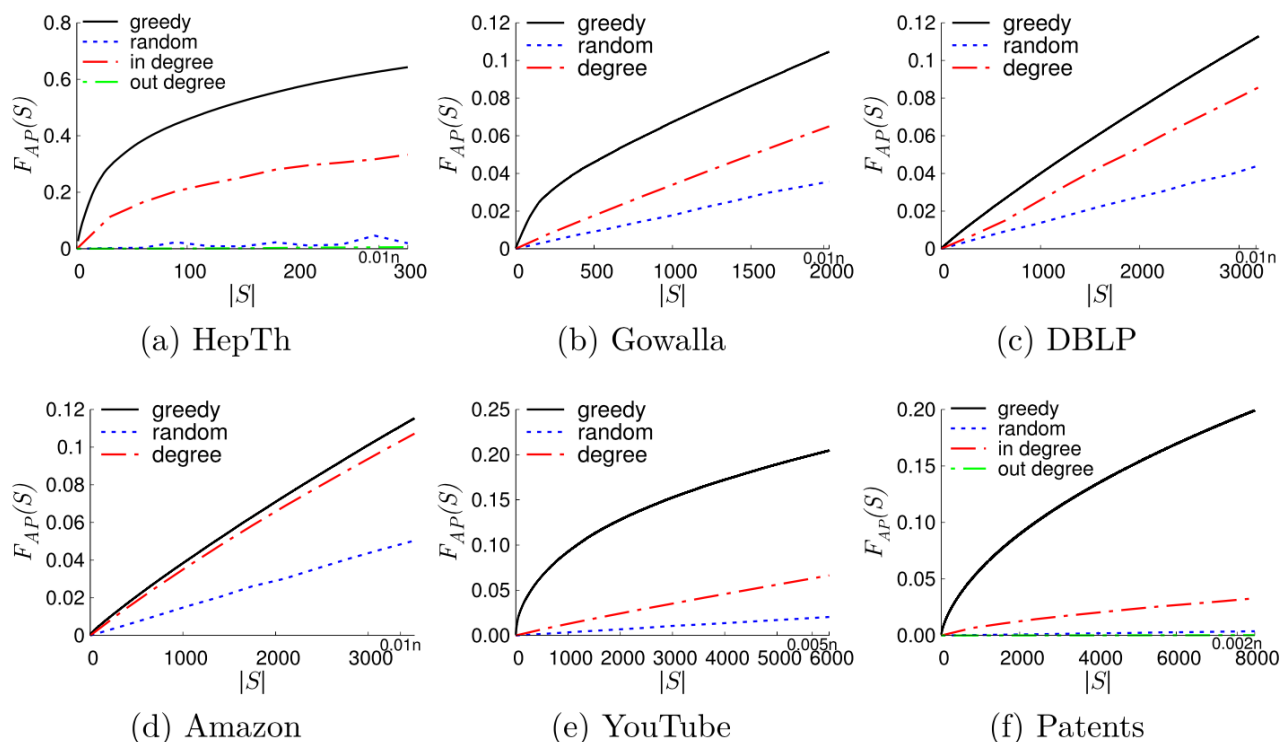 0.8
0.6
0.4
0.2
0
F_AP(S)
greedy
random
in degree
out degree
0 100 200 300
0.01n
|S|
(a) HepTh
0.12
0.1
0.08
0.06
0.04
0.02
0
F_AP(S)
greedy
random
degree
0 500 1000 1500 2000
0.01n
|S|
(b) Gowalla
0.12
0.1
0.08
0.06
0.04
0.02
0
F_AP(S)
greedy
random
degree
0 1000 2000 3000
0.01n
|S|
(c) DBLP
0.12
0.1
0.08
0.06
0.04
0.02
0
F_AP(S)
greedy
random
degree
0 1000 2000 3000
0.01n
|S|
(d) Amazon
0.25
0.20
0.15
0.10
0.05
0.00
F_AP(S)
greedy
random
degree
0 1000 2000 3000 4000 5000 6000
0.005n
|S|
(e) YouTube
0.20
0.15
0.10
0.05
0.00
F_AP(S)
greedy
random
in degree
out degree
0 2000 4000 6000 8000
0.002n
|S|
(f) Patents